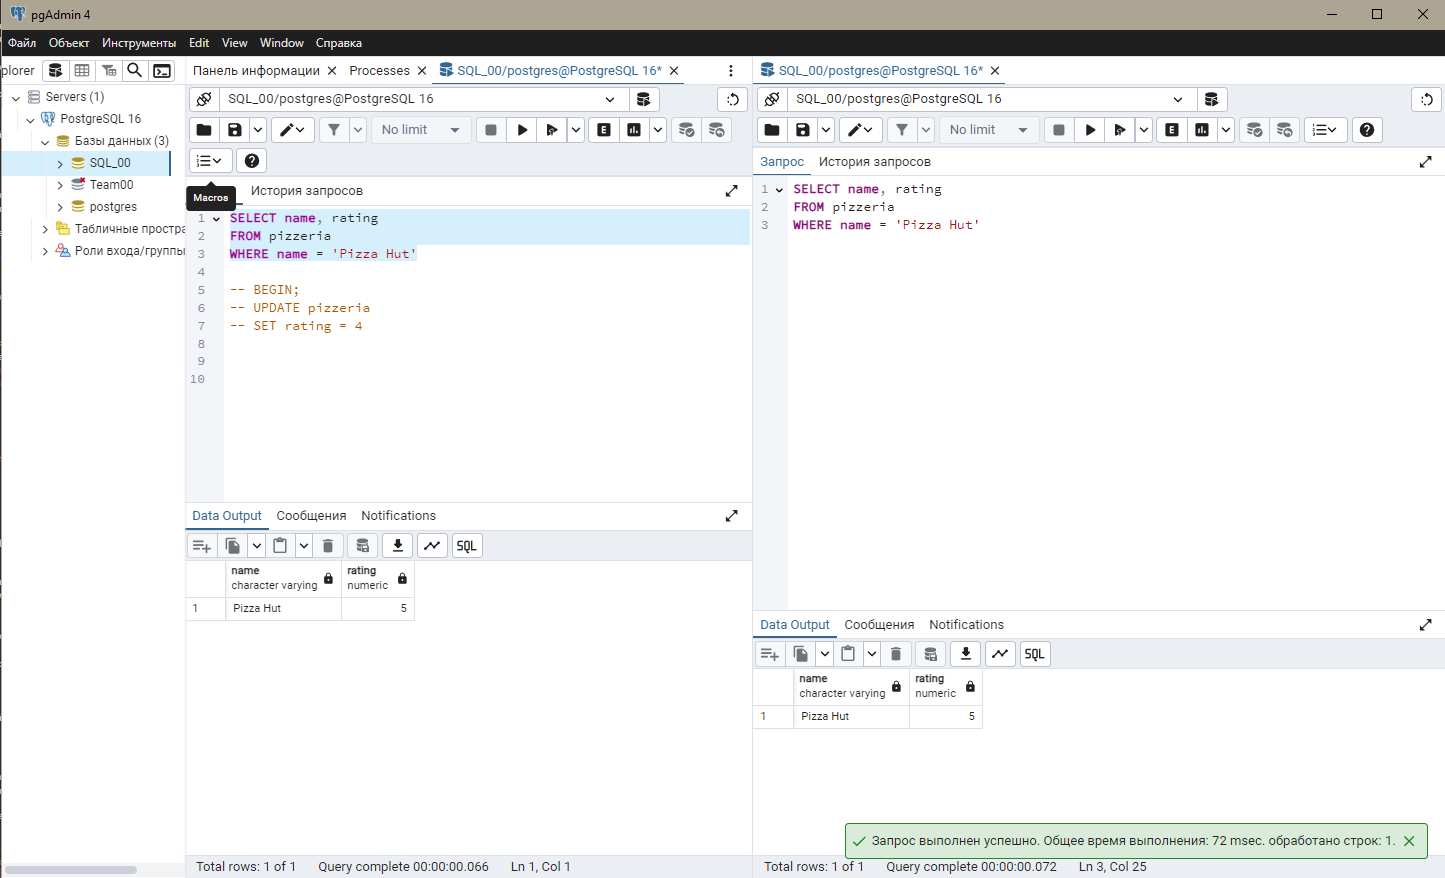 pgAdmin 4
Файл Объект Инструменты Edit View Window Справка
plorer
Servers (1)
PostgreSQL 16
Базы данных (3)
SQL_00
Team00
postgres
Табличные простра
Роли входа/группы
Панель информации Processes SQL_00/postgres@PostgreSQL 16*
SQL_00/postgres@PostgreSQL 16
No limit
E
Macros
История запросов
1 SELECT name, rating
2 FROM pizzeria
3 WHERE name = 'Pizza Hut'
4
5 -- BEGIN;
6 -- UPDATE pizzeria
7 -- SET rating = 4
8
9
10
Data Output Сообщения Notifications
SQL
name rating
character varying numeric
1 Pizza Hut 5
Total rows: 1 of 1 Query complete 00:00:00.066 Ln 1, Col 1
SQL_00/postgres@PostgreSQL 16*
SQL_00/postgres@PostgreSQL 16
No limit
E
Запрос История запросов
1 SELECT name, rating
2 FROM pizzeria
3 WHERE name = 'Pizza Hut'
Data Output Сообщения Notifications
SQL
name rating
character varying numeric
1 Pizza Hut 5
Запрос выполнен успешно. Общее время выполнения: 72 msec. обработано строк: 1.
Total rows: 1 of 1 Query complete 00:00:00.072 Ln 3, Col 25